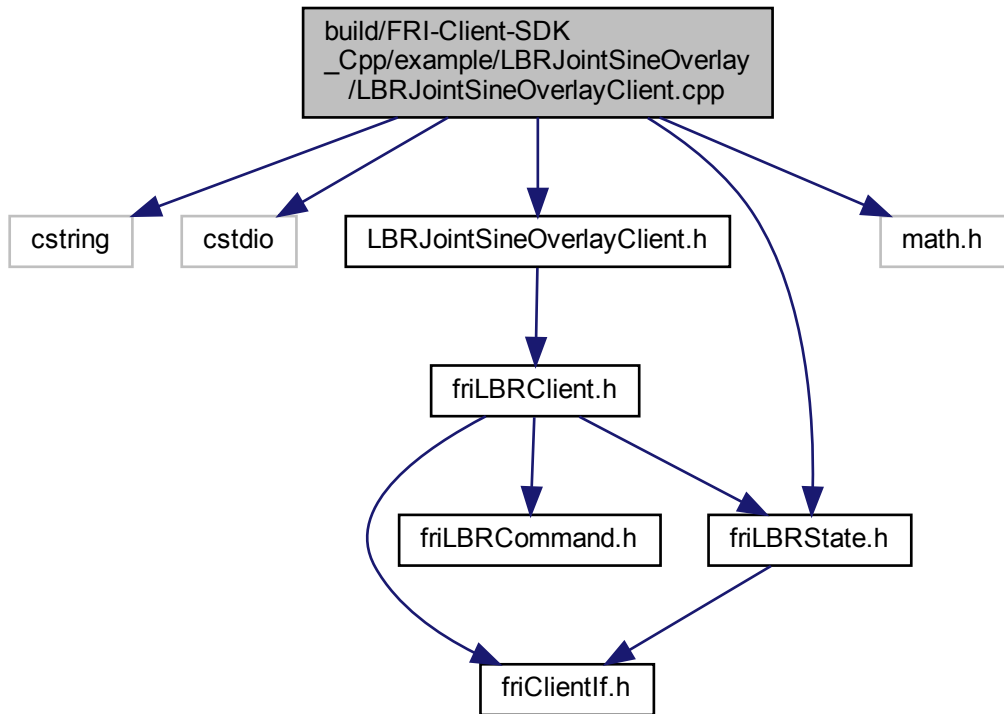 build/FRI-Client-SDK
_Cpp/example/LBRJointSineOverlay
/LBRJointSineOverlayClient.cpp
cstring
cstdio
LBRJointSineOverlayClient.h
math.h
friLBRClient.h
friLBRCommand.h
friLBRState.h
friClientIf.h